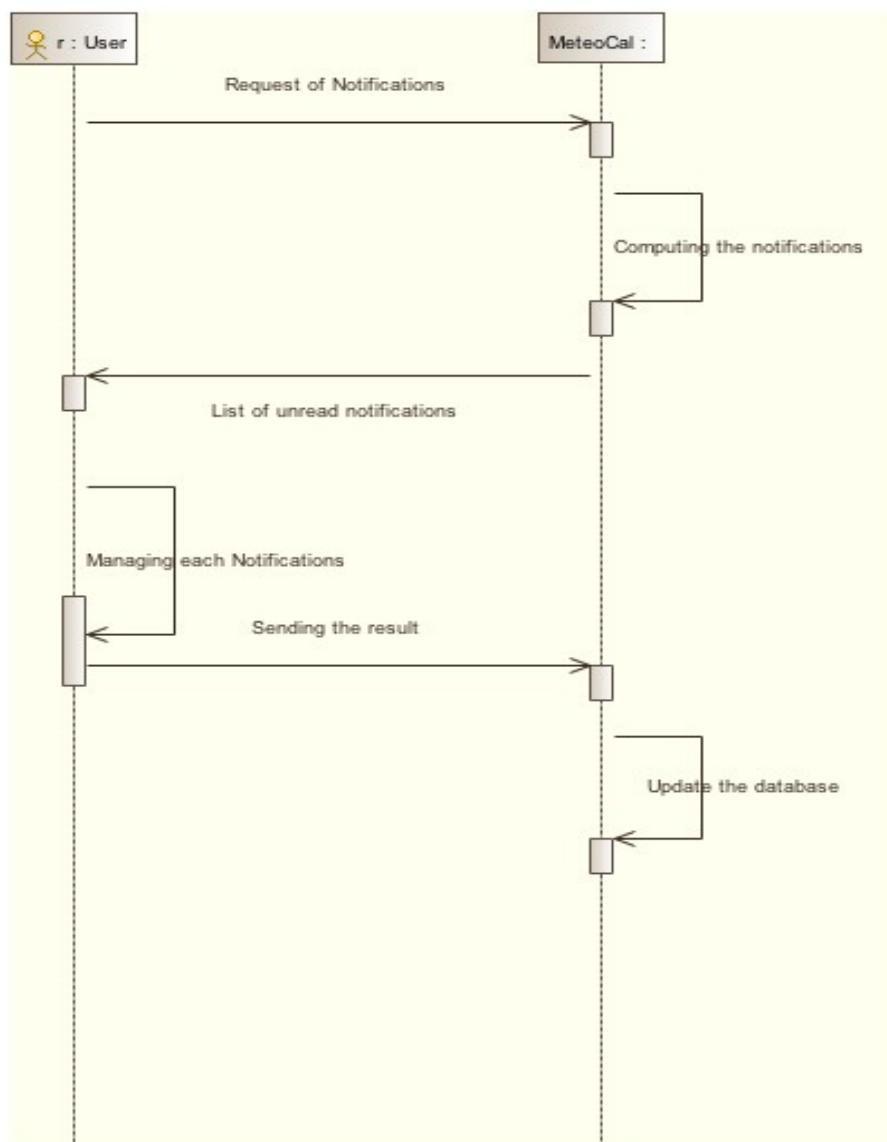 r : User
MeteoCal :
Request of Notifications
Computing the notifications
List of unread notifications
Managing each Notifications
Sending the result
Update the database